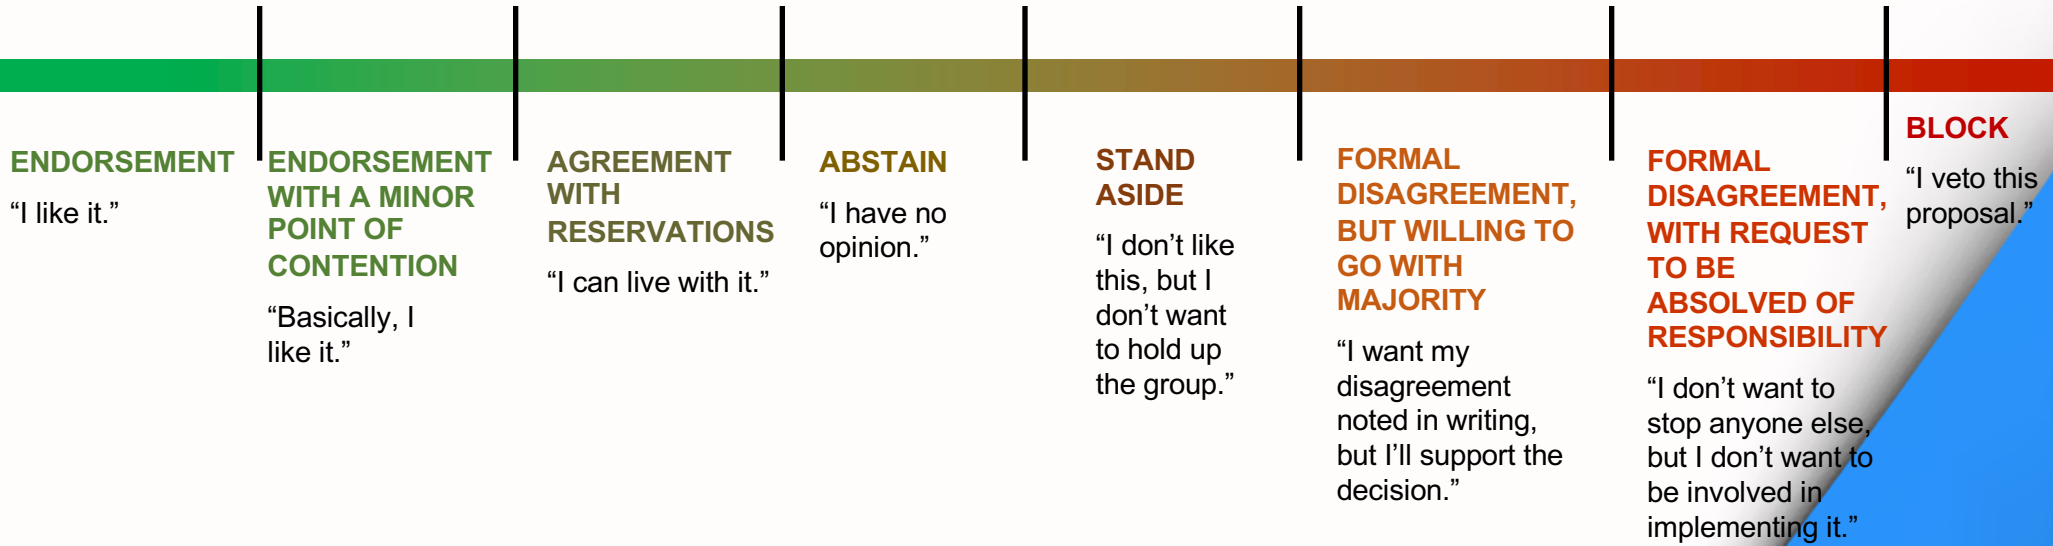 ENDORSEMENT
“I like it.”
ENDORSEMENT
WITH A MINOR
POINT OF
CONTENTION
“Basically, I
like it.”
AGREEMENT
WITH
RESERVATIONS
“I can live with it.”
ABSTAIN
“I have no
opinion.”
STAND
ASIDE
“I don’t like
this, but I
don’t want
to hold up
the group.”
FORMAL
DISAGREEMENT,
BUT WILLING TO
GO WITH
MAJORITY
“I want my
disagreement
noted in writing,
but I’ll support the
decision.”
FORMAL
DISAGREEMENT,
WITH REQUEST
TO BE
ABSOLVED OF
RESPONSIBILITY
“I don’t want to
stop anyone else,
but I don’t want to
be involved in
implementing it.”
BLOCK
“I veto this
proposal.”